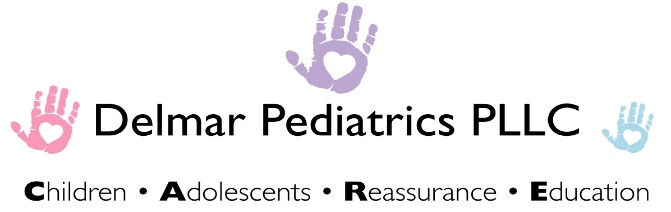 Delmar Pediatrics PLLC
Children • Adolescents • Reassurance • Education